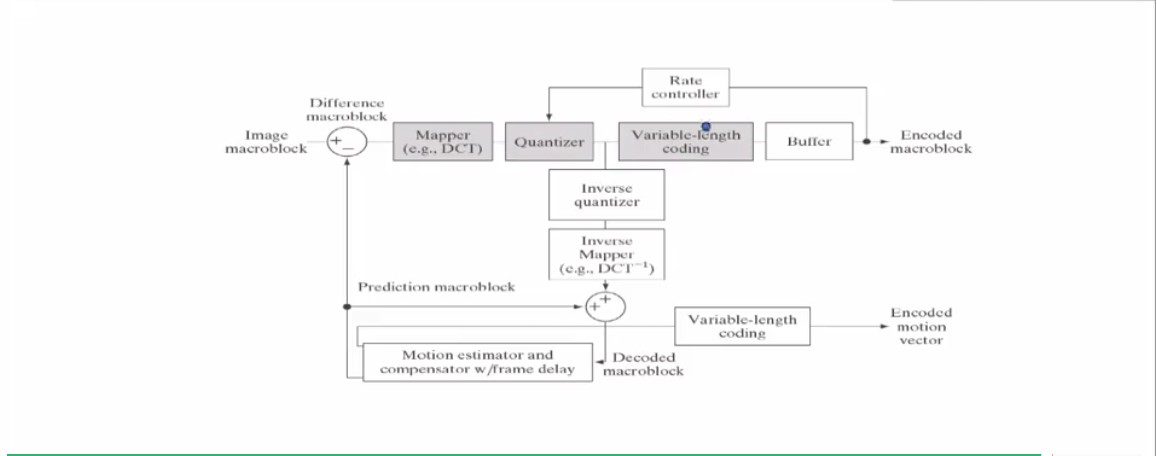 Rate
controller
Difference
macroblock
Image
macroblock
+
−
Mapper
(e.g., DCT)
Quantizer
Variable-length
coding
Buffer
Encoded
macroblock
Inverse
quantizer
Inverse
Mapper
(e.g., DCT⁻¹)
Prediction macroblock
+
+
Variable-length
coding
Encoded
motion
vector
Motion estimator and
compensator w/frame delay
Decoded
macroblock